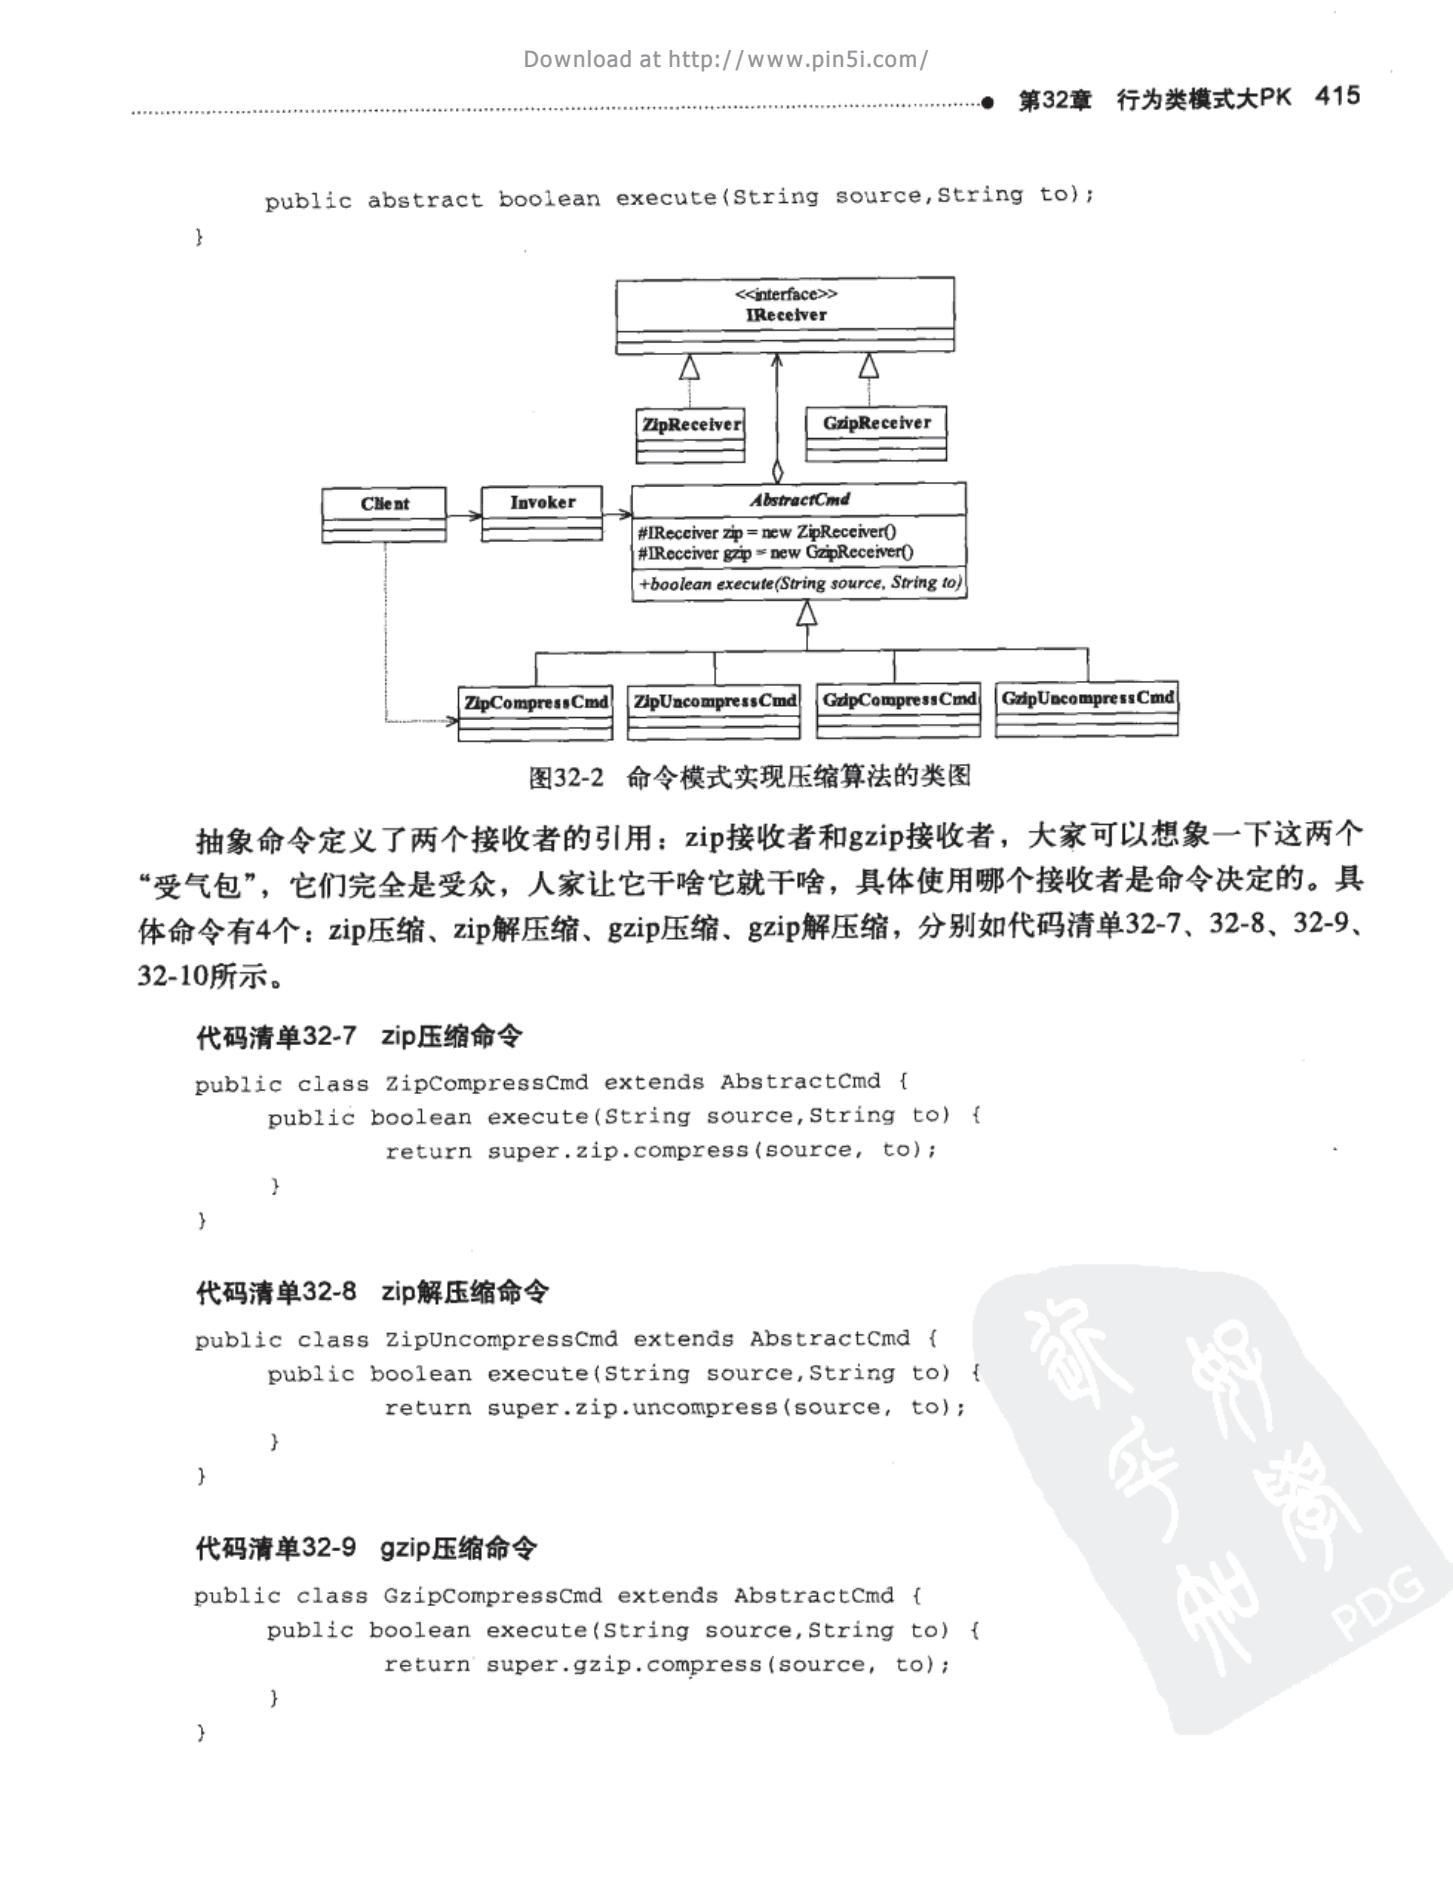 Download at http://www.pin5i.com/
第32章 行为类模式大PK 415
public abstract boolean execute(String source,String to);
}
<<interface>>
IReceiver
ZipReceiver
GzipReceiver
Client
Invoker
AbstractCmd
#IReceiver zip = new ZipReceiver()
#IReceiver gzip = new GzipReceiver()
+boolean execute(String source, String to)
ZipCompressCmd
ZipUncompressCmd
GzipCompressCmd
GzipUncompressCmd
图32-2 命令模式实现压缩算法的类图
抽象命令定义了两个接收者的引用：zip接收者和gzip接收者，大家可以想象一下这两个
“受气包”，它们完全是受众，人家让它干啥它就干啥，具体使用哪个接收者是命令决定的。具
体命令有4个：zip压缩、zip解压缩、gzip压缩、gzip解压缩，分别如代码清单32-7、32-8、32-9、
32-10所示。
代码清单32-7 zip压缩命令
public class ZipCompressCmd extends AbstractCmd {
public boolean execute(String source,String to) {
return super.zip.compress(source, to);
}
}
代码清单32-8 zip解压缩命令
public class ZipUncompressCmd extends AbstractCmd {
public boolean execute(String source,String to) {
return super.zip.uncompress(source, to);
}
}
代码清单32-9 gzip压缩命令
public class GzipCompressCmd extends AbstractCmd {
public boolean execute(String source,String to) {
return super.gzip.compress(source, to);
}
}
PDG